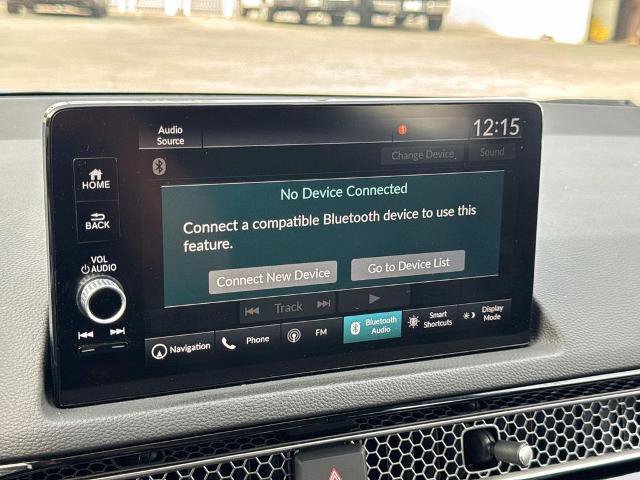 Audio
Source
1
12:15
Change Device
Sound
HOME
BACK
VOL
AUDIO
No Device Connected
Connect a compatible Bluetooth device to use this
feature.
Connect New Device
Go to Device List
Track
Navigation
Phone
FM
Bluetooth
Audio
Smart
Shortcuts
Display
Mode